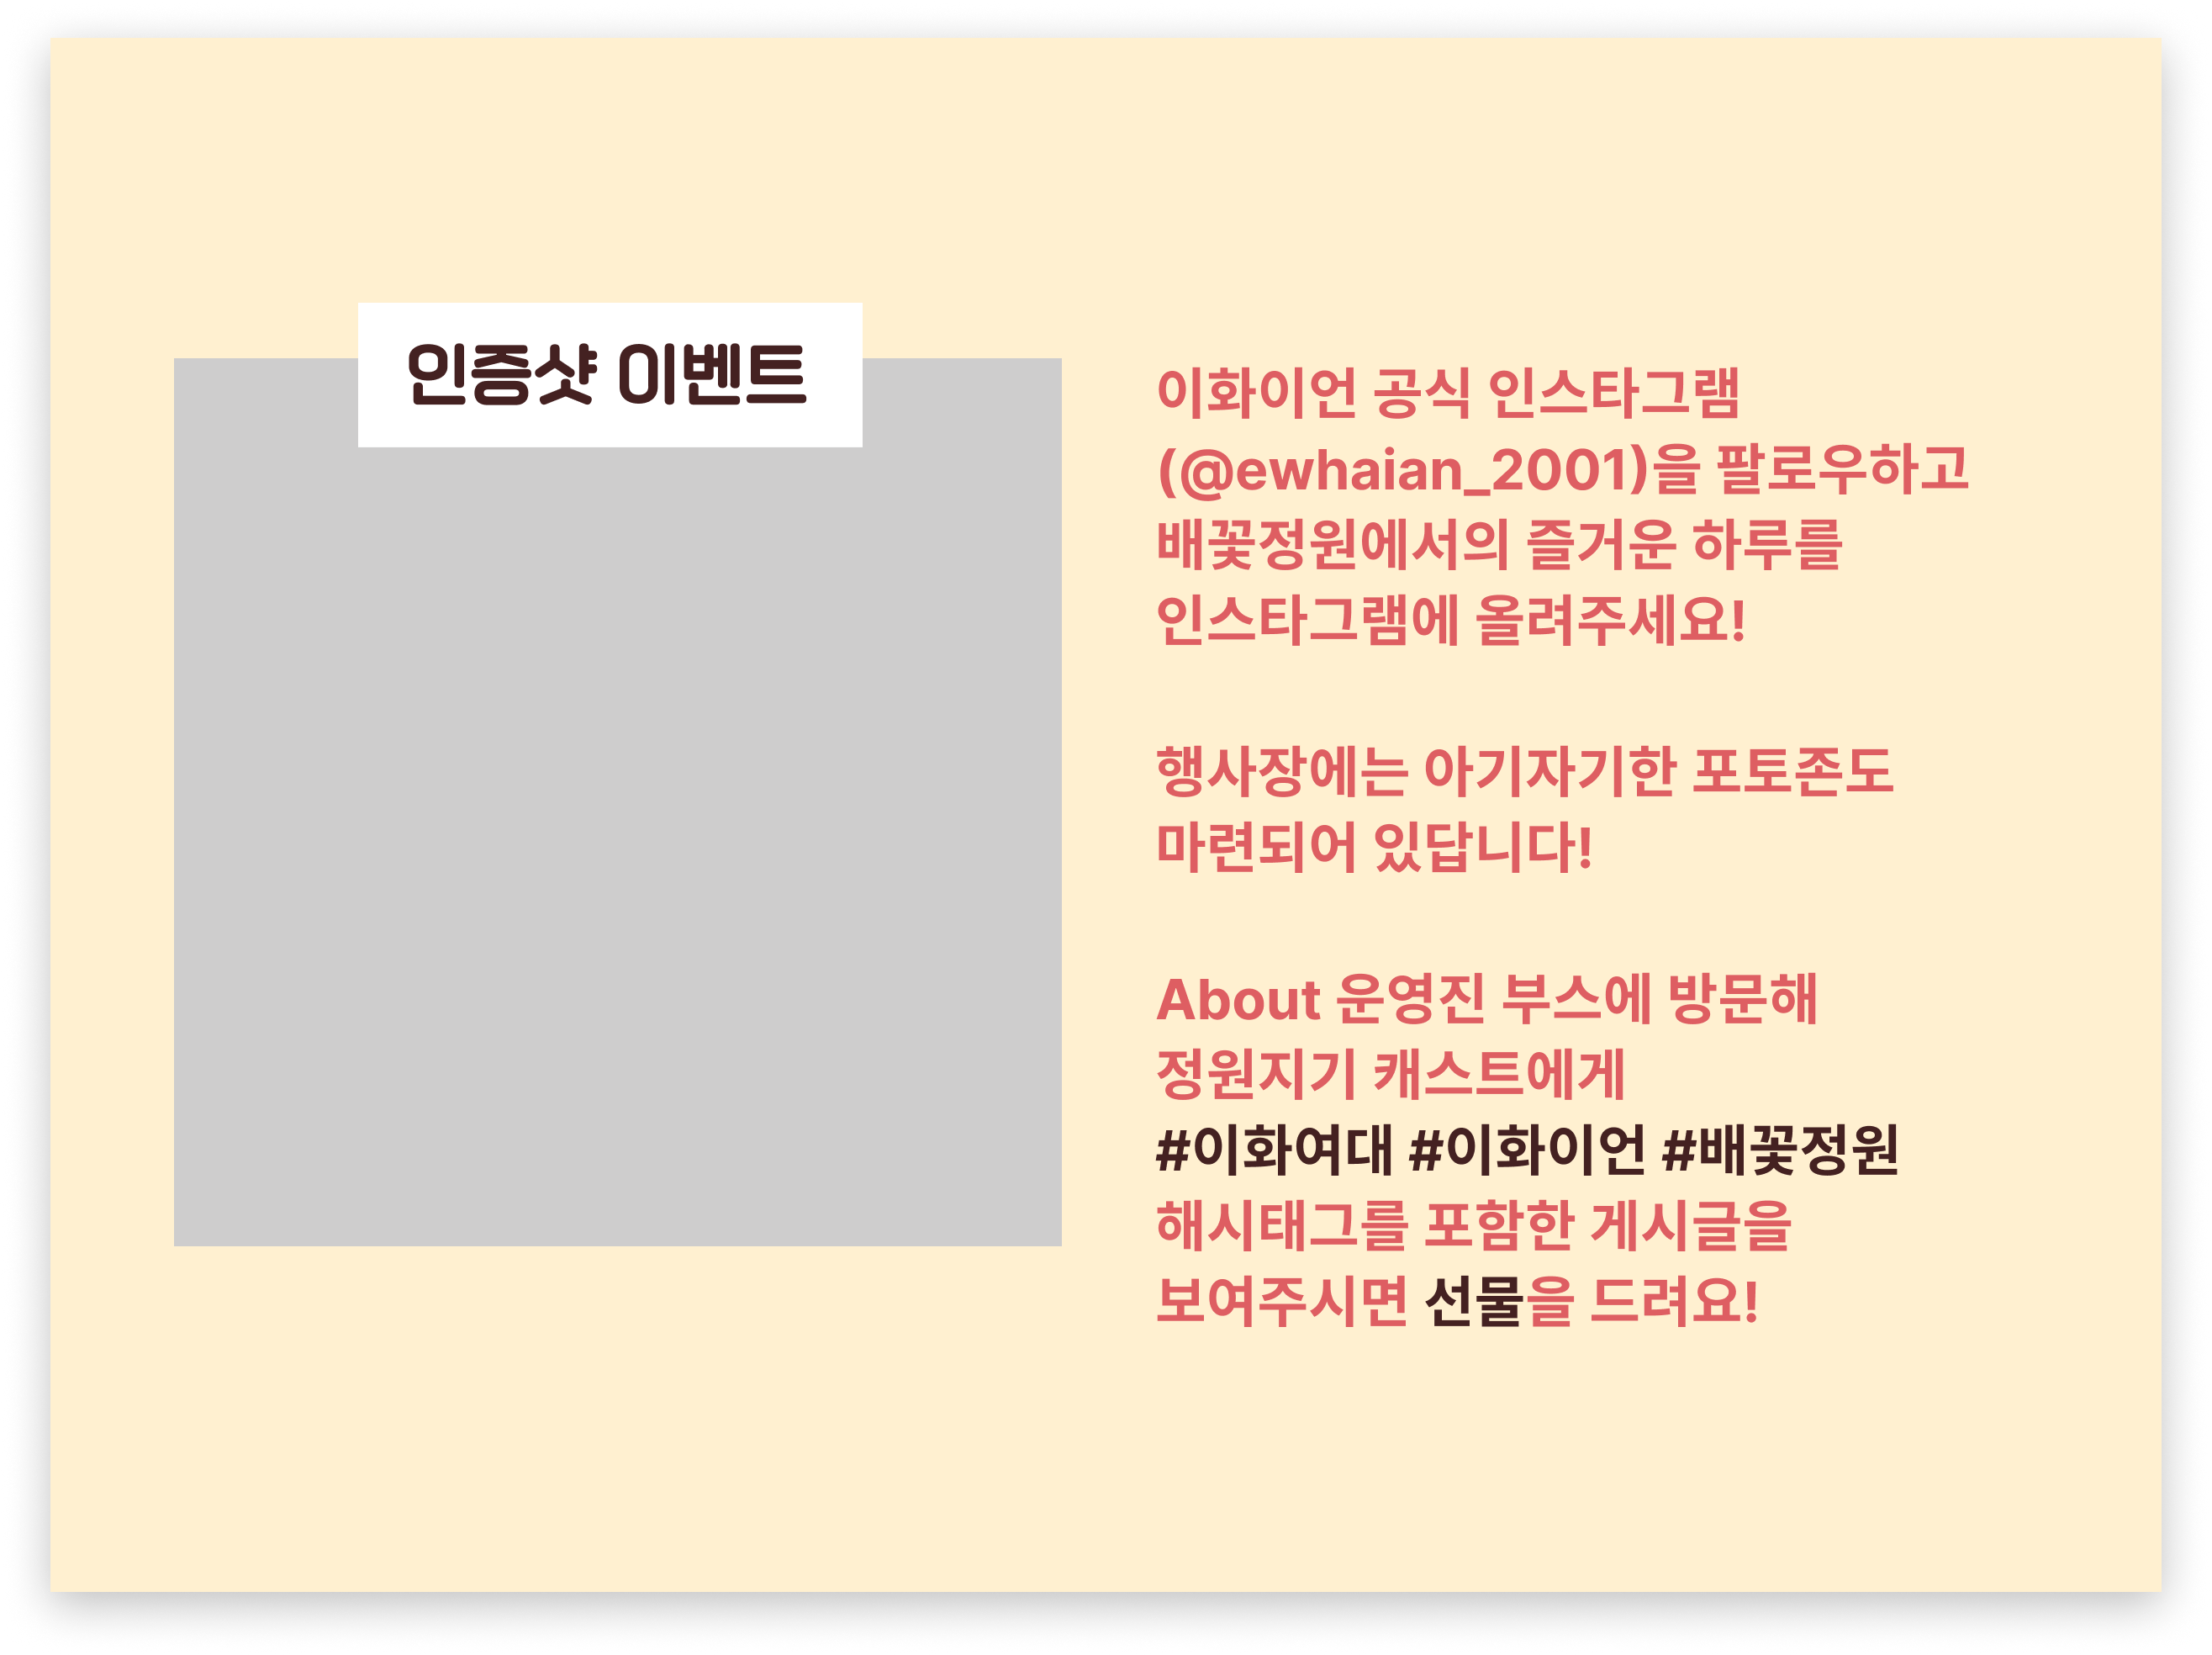 인증샷 이벤트
이화이언 공식 인스타그램
(@ewhaian_2001)을 팔로우하고
배꽃정원에서의 즐거운 하루를
인스타그램에 올려주세요!
행사장에는 아기자기한 포토존도
마련되어 있답니다!
About 운영진 부스에 방문해
정원지기 캐스트에게
#이화여대 #이화이언 #배꽃정원
해시태그를 포함한 게시글을
보여주시면 선물을 드려요!